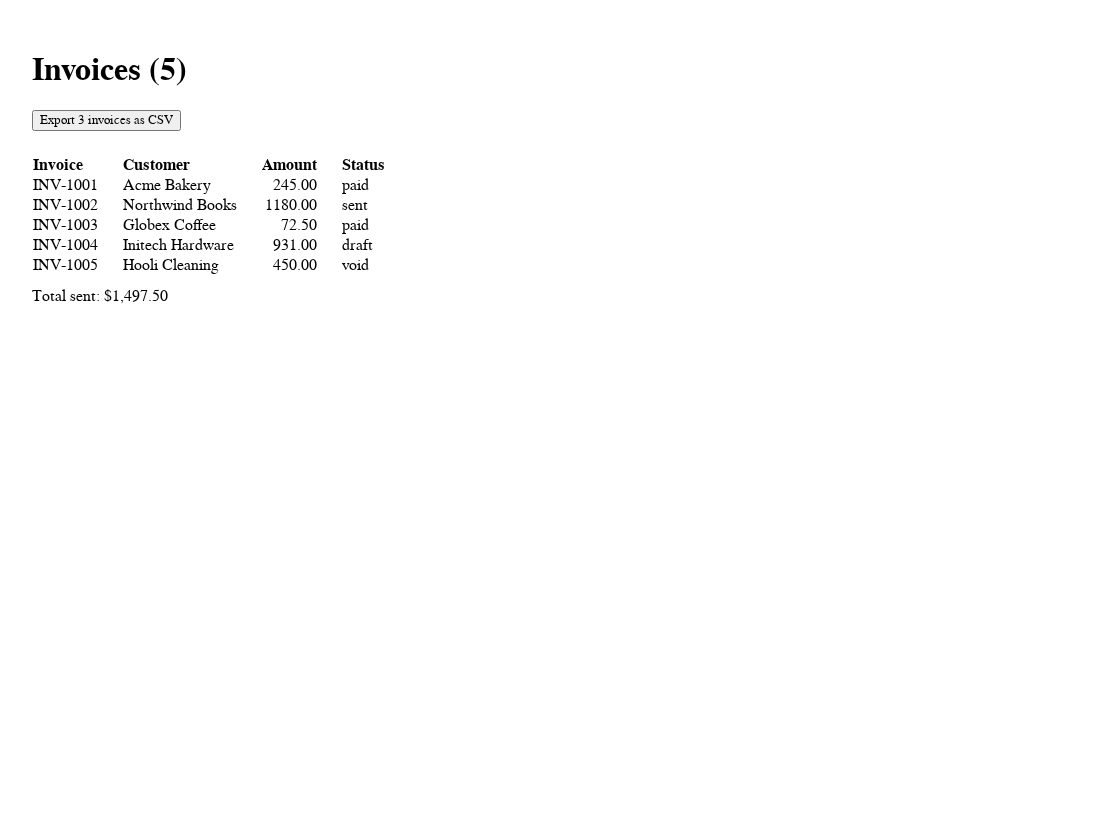 Invoices (5)
Export 3 invoices as CSV
Invoice Customer Amount Status
INV-1001 Acme Bakery 245.00 paid
INV-1002 Northwind Books 1180.00 sent
INV-1003 Globex Coffee 72.50 paid
INV-1004 Initech Hardware 931.00 draft
INV-1005 Hooli Cleaning 450.00 void
Total sent: $1,497.50